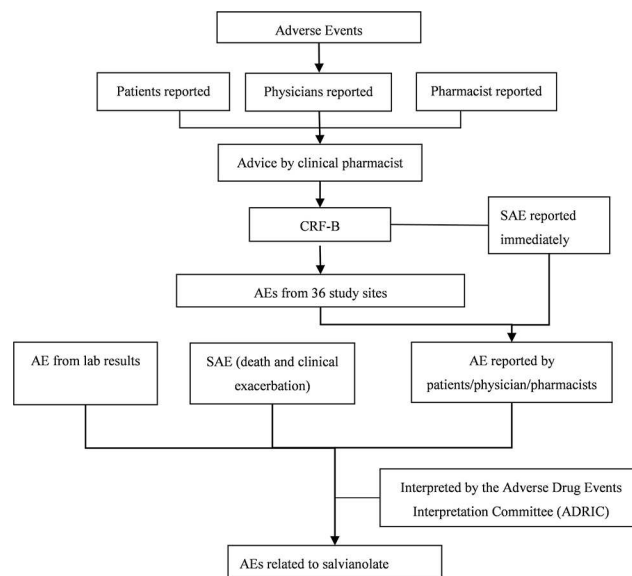 Adverse Events
Patients reported
Physicians reported
Pharmacist reported
Advice by clinical pharmacist
CRF-B
SAE reported
immediately
AEs from 36 study sites
AE from lab results
SAE (death and clinical
exacerbation)
AE reported by
patients/physician/pharmacists
Interpreted by the Adverse Drug Events
Interpretation Committee (ADRIC)
AEs related to salvianolate